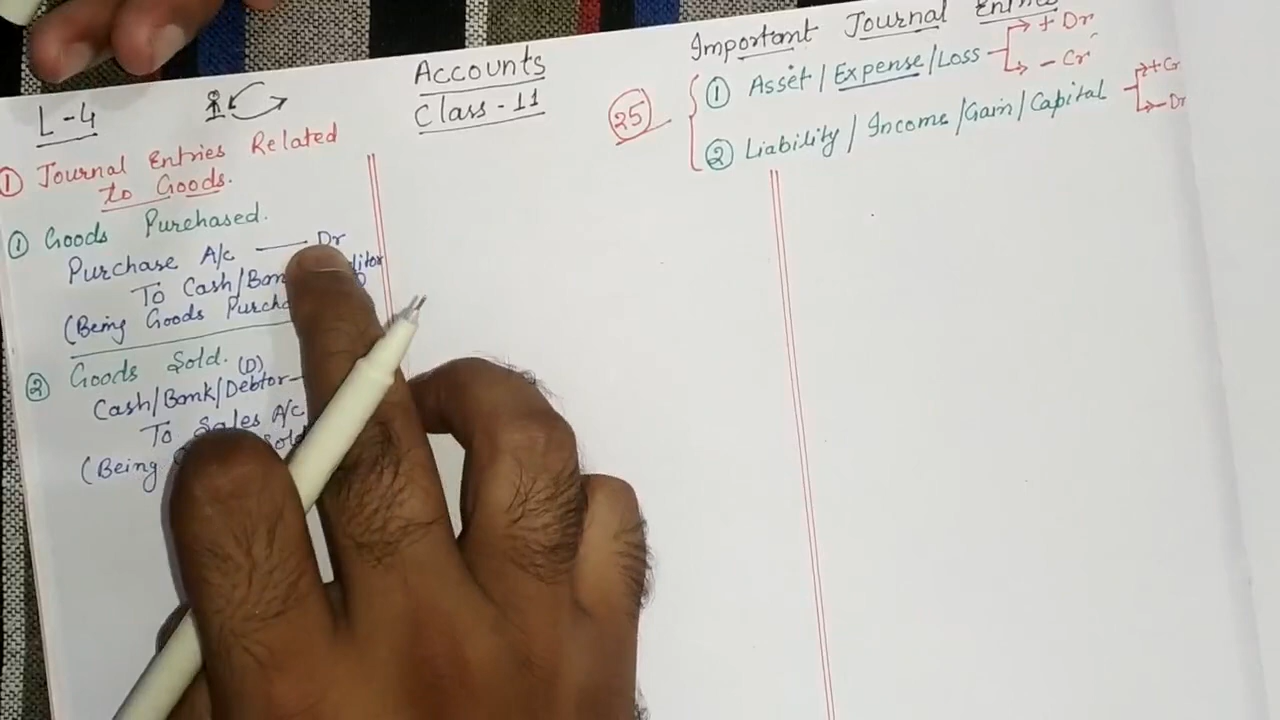 Accounts
Class - 11
L-4
① Journal Entries Related
to Goods.
① Goods Purchased.
Purchase A/c —— Dr
To Cash/
(Being Goods
② Goods Sold.
(D)
Cash/Bank/Debtor
To Sales A/c
(Being
Important Journal
25
① Asset / Expense / Loss
+ Dr
- Cr
② Liability / Income / Gain / Capital
+ Cr
- Dr